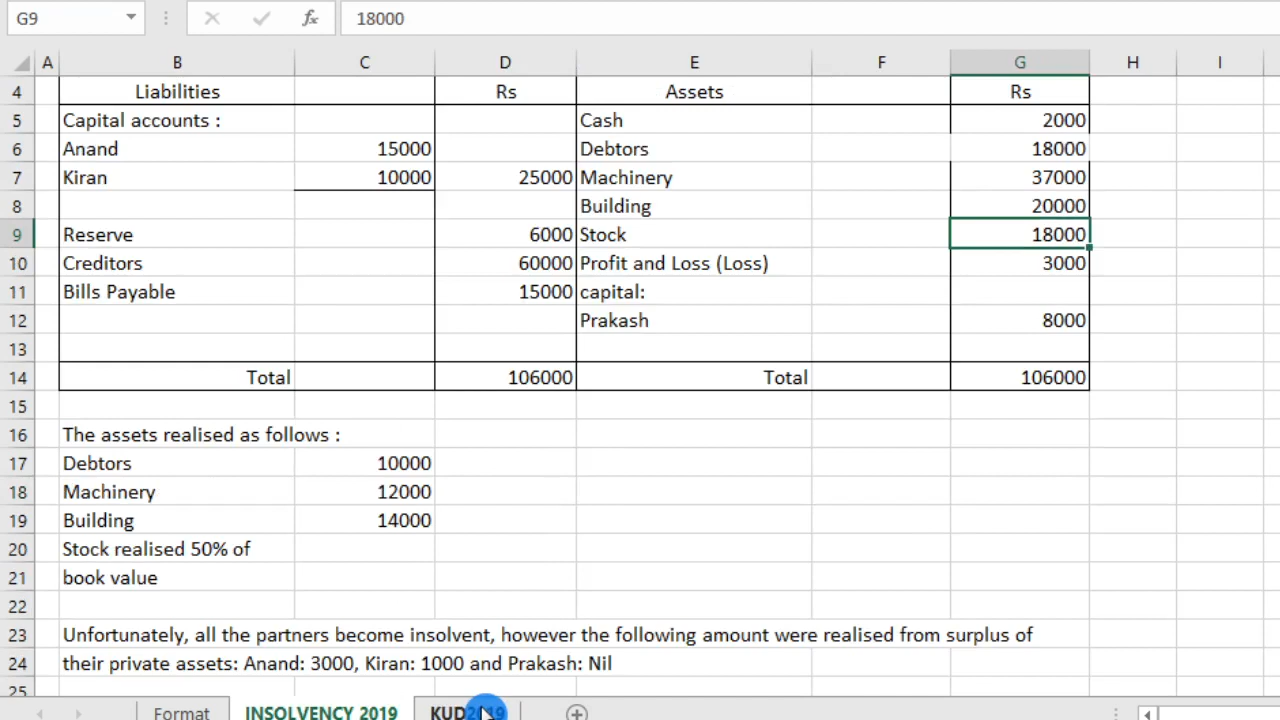 G9 fx 18000
A B C D E F G H I
4 Liabilities Rs Assets Rs
5 Capital accounts : Cash 2000
6 Anand 15000 Debtors 18000
7 Kiran 10000 25000 Machinery 37000
8 Building 20000
9 Reserve 6000 Stock 18000
10 Creditors 60000 Profit and Loss (Loss) 3000
11 Bills Payable 15000 capital:
12 Prakash 8000
13
14 Total 106000 Total 106000
15
16 The assets realised as follows :
17 Debtors 10000
18 Machinery 12000
19 Building 14000
20 Stock realised 50% of
21 book value
22
23 Unfortunately, all the partners become insolvent, however the following amount were realised from surplus of
24 their private assets: Anand: 3000, Kiran: 1000 and Prakash: Nil
25
Format INSOLVENCY 2019 KUD2019